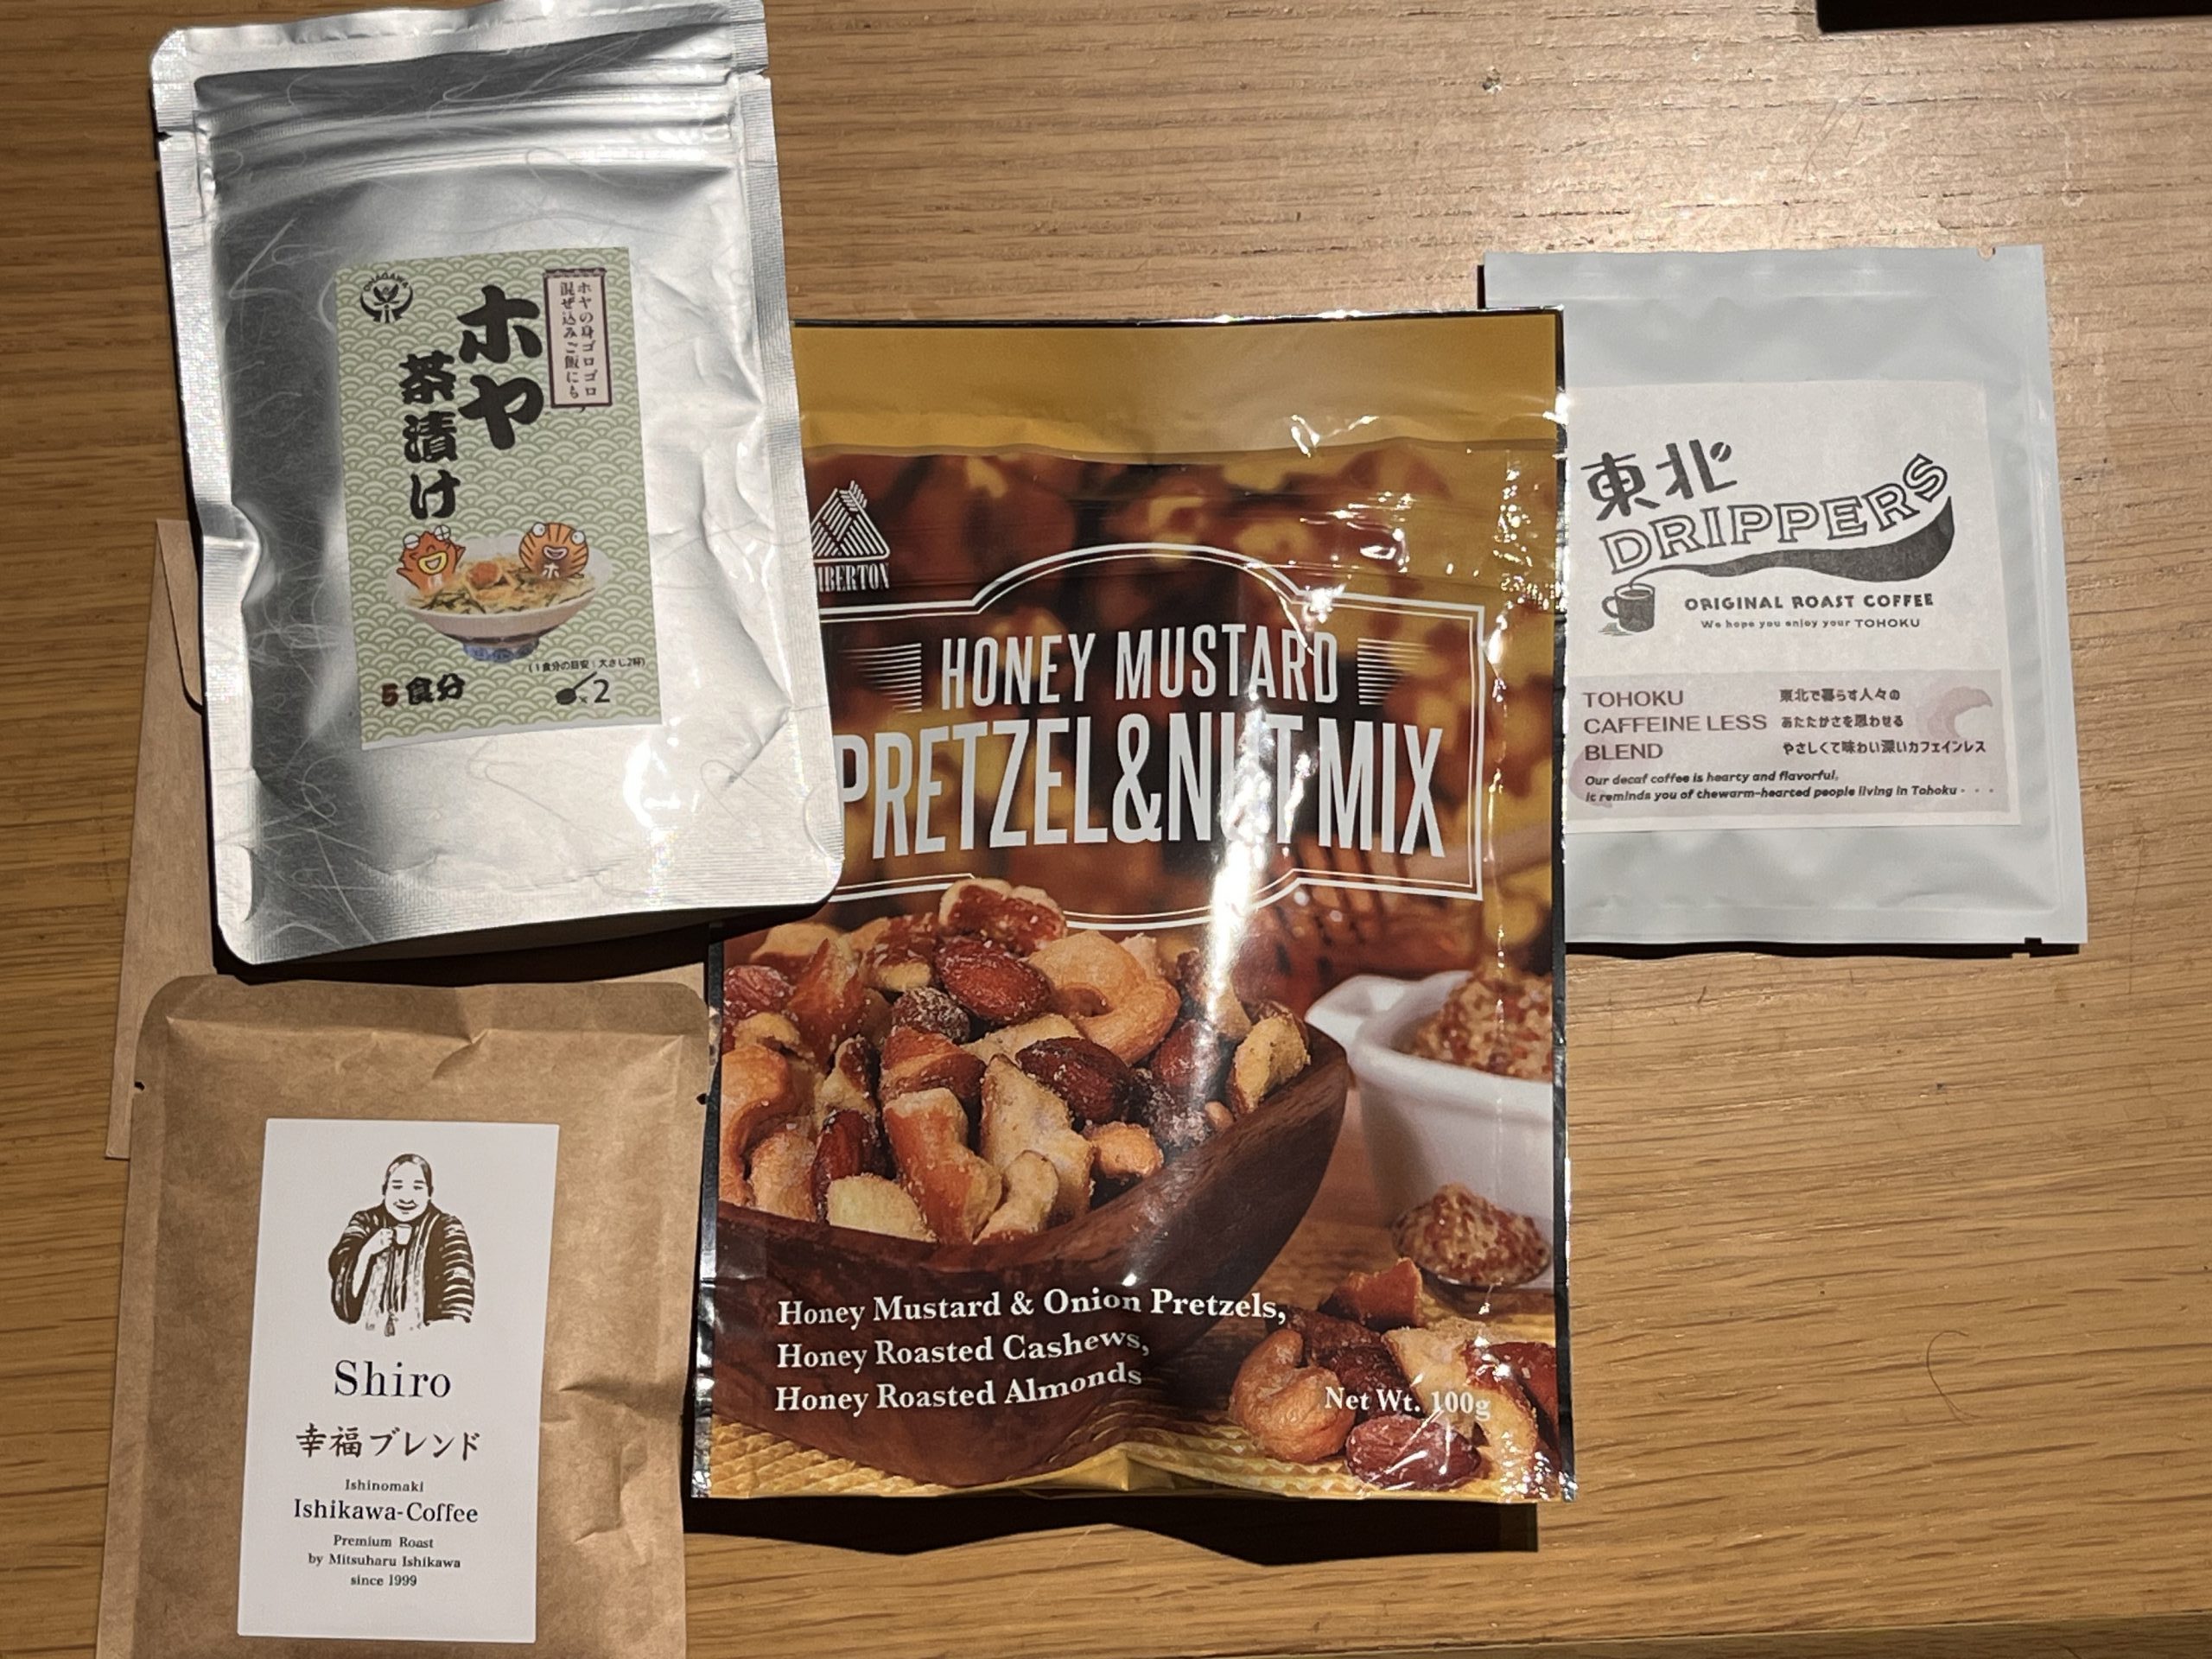 ONAGAWA
ホヤ
茶漬け
ホヤの身ゴロゴロ
混ぜ込みご飯にも
ホ
(1食分の目安:大さじ2杯)
5食分
×2
MBERTON
HONEY MUSTARD
PRETZEL&NUT MIX
Honey Mustard & Onion Pretzels,
Honey Roasted Cashews,
Honey Roasted Almonds
Net Wt. 100g
東北
DRIPPERS
ORIGINAL ROAST COFFEE
We hope you enjoy your TOHOKU
TOHOKU
CAFFEINE LESS
BLEND
東北で暮らす人々の
あたたかさを思わせる
やさしくて味わい深いカフェインレス
Our decaf coffee is hearty and flavorful,
it reminds you of thewarm-hearted people living in Tohoku・・・
Shiro
幸福ブレンド
Ishinomaki
Ishikawa-Coffee
Premium Roast
by Mitsuharu Ishikawa
since 1999